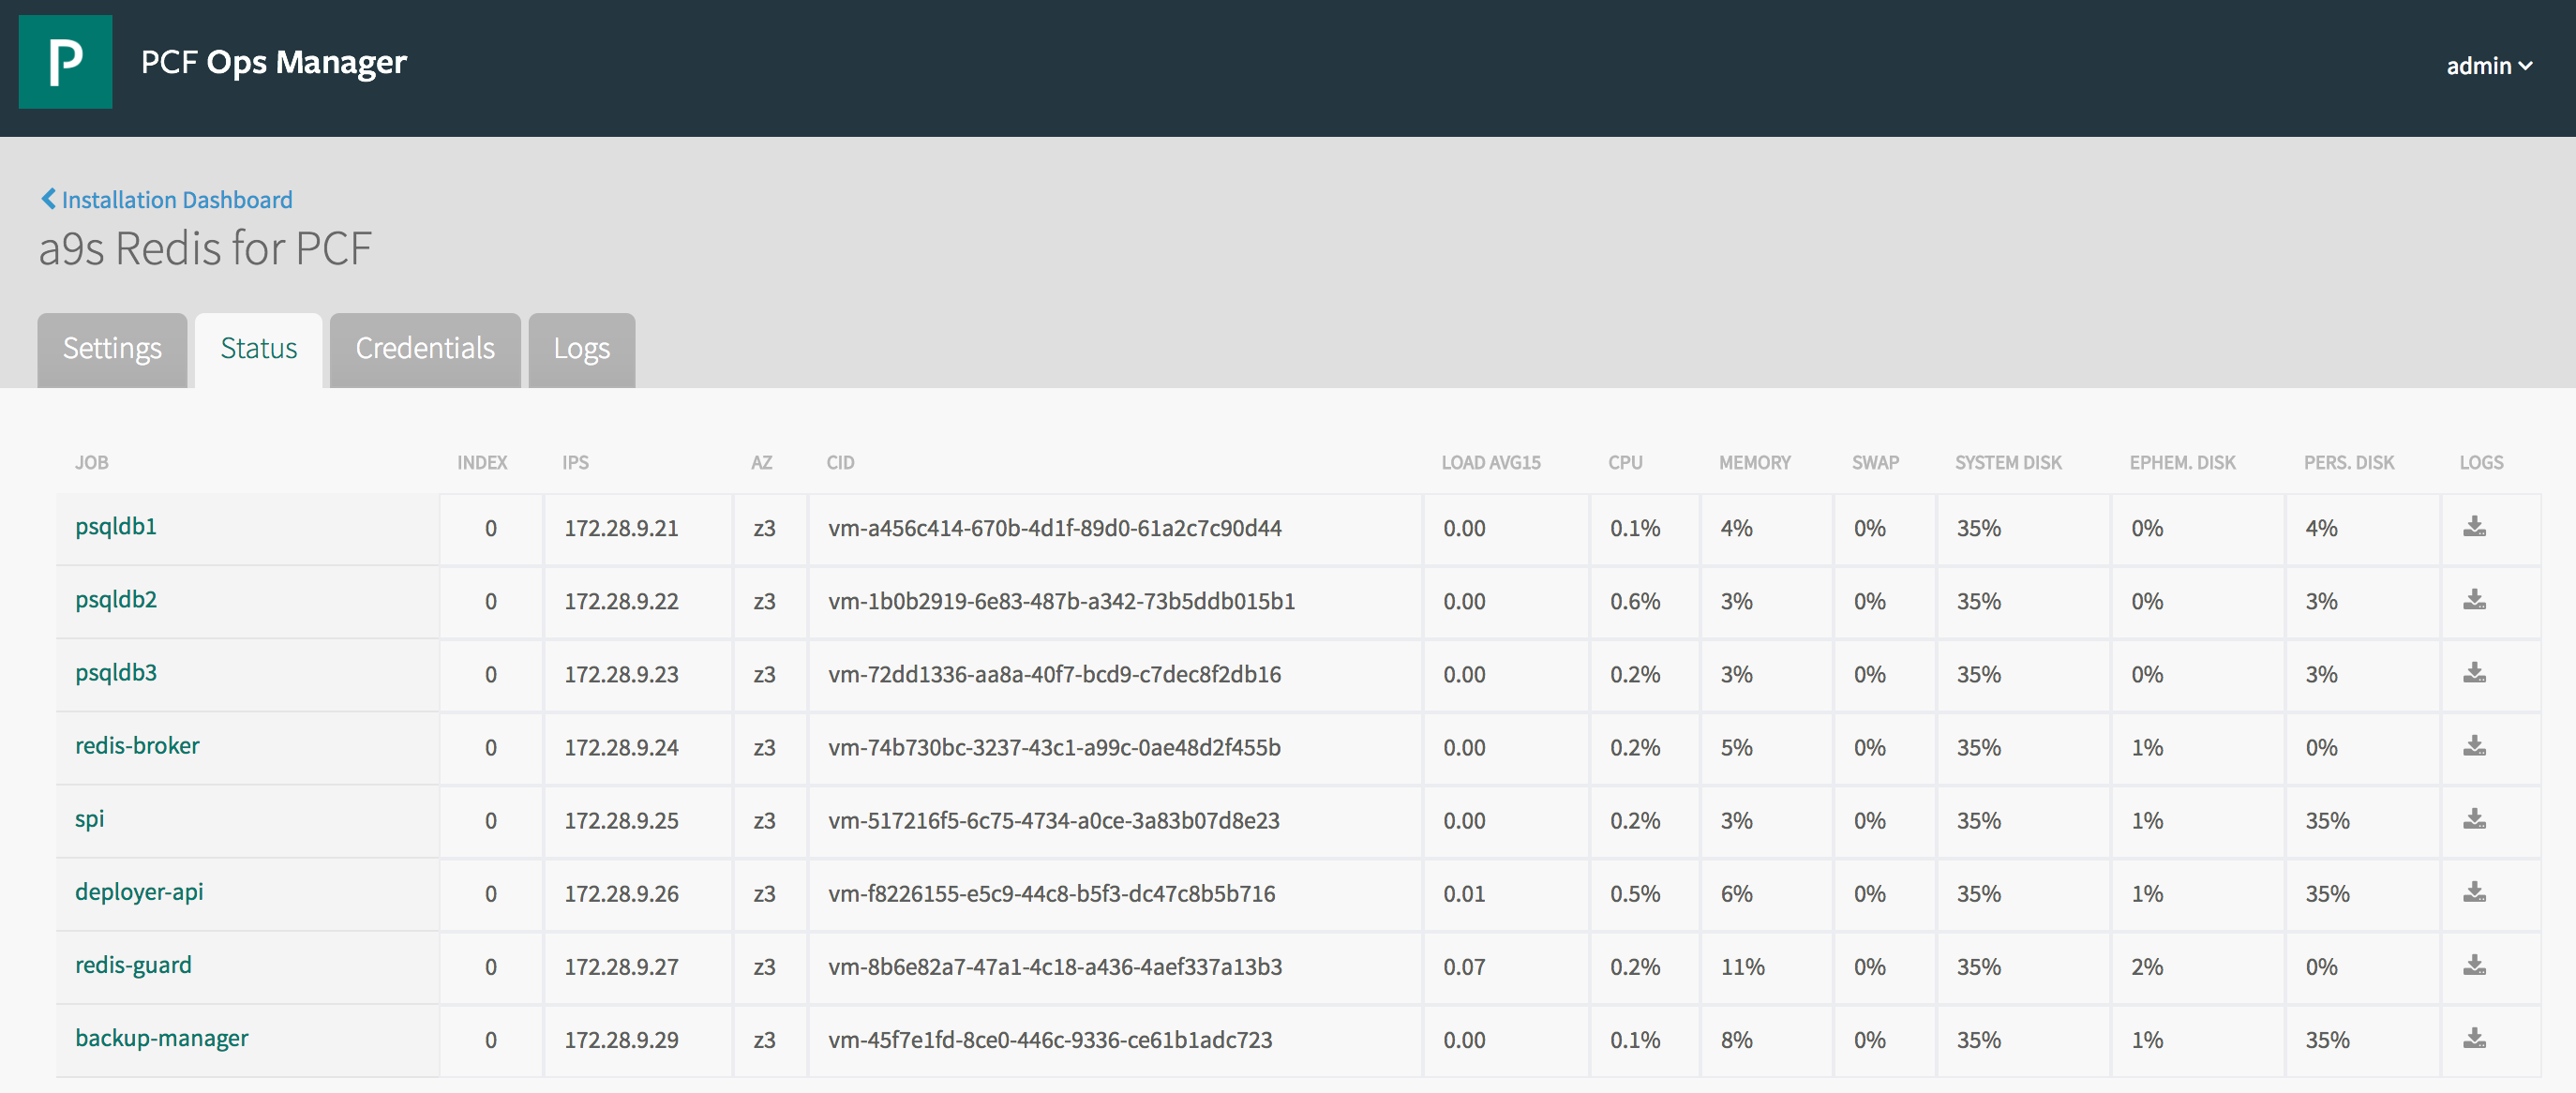 P
PCF Ops Manager
admin
Installation Dashboard
a9s Redis for PCF
Settings Status Credentials Logs
JOB INDEX IPS AZ CID LOAD AVG15 CPU MEMORY SWAP SYSTEM DISK EPHEM. DISK PERS. DISK LOGS
psqldb1 0 172.28.9.21 z3 vm-a456c414-670b-4d1f-89d0-61a2c7c90d44 0.00 0.1% 4% 0% 35% 0% 4%
psqldb2 0 172.28.9.22 z3 vm-1b0b2919-6e83-487b-a342-73b5ddb015b1 0.00 0.6% 3% 0% 35% 0% 3%
psqldb3 0 172.28.9.23 z3 vm-72dd1336-aa8a-40f7-bcd9-c7dec8f2db16 0.00 0.2% 3% 0% 35% 0% 3%
redis-broker 0 172.28.9.24 z3 vm-74b730bc-3237-43c1-a99c-0ae48d2f455b 0.00 0.2% 5% 0% 35% 1% 0%
spi 0 172.28.9.25 z3 vm-517216f5-6c75-4734-a0ce-3a83b07d8e23 0.00 0.2% 3% 0% 35% 1% 35%
deployer-api 0 172.28.9.26 z3 vm-f8226155-e5c9-44c8-b5f3-dc47c8b5b716 0.01 0.5% 6% 0% 35% 1% 35%
redis-guard 0 172.28.9.27 z3 vm-8b6e82a7-47a1-4c18-a436-4aef337a13b3 0.07 0.2% 11% 0% 35% 2% 0%
backup-manager 0 172.28.9.29 z3 vm-45f7e1fd-8ce0-446c-9336-ce61b1adc723 0.00 0.1% 8% 0% 35% 1% 35%